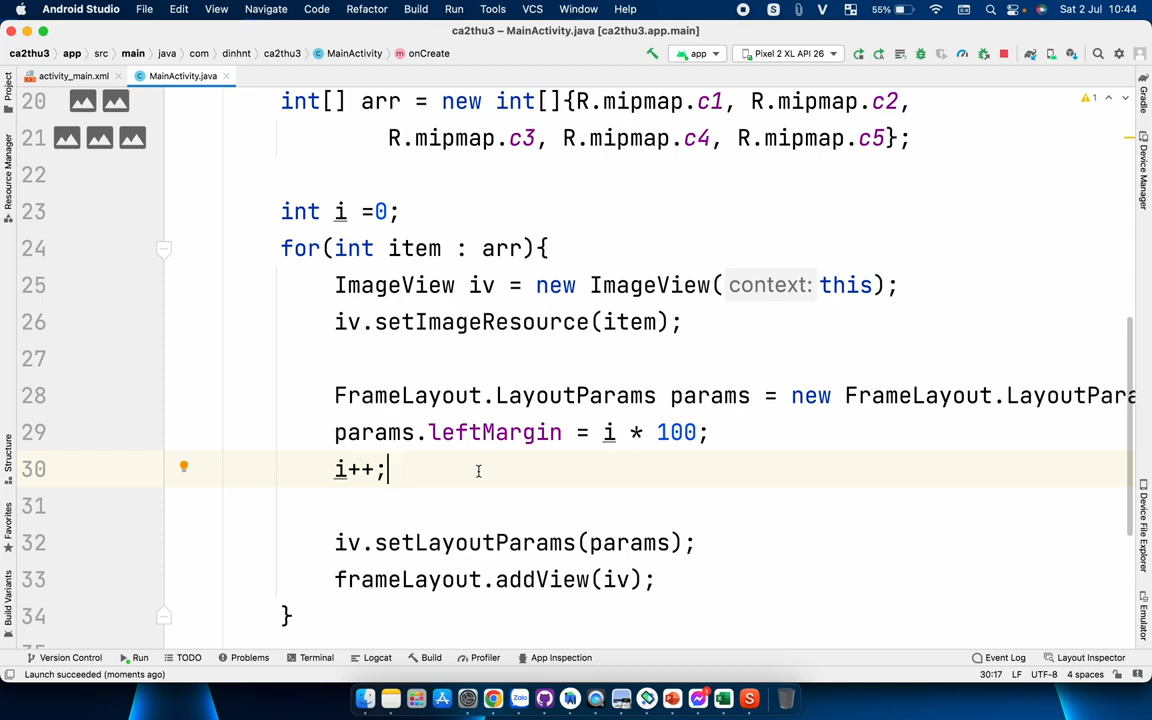 Android Studio File Edit View Navigate Code Refactor Build Run Tools VCS Window Help 55% Sat 2 Jul 10:44
ca2thu3 – MainActivity.java [ca2thu3.app.main]
ca2thu3 app src main java com dinhnt ca2thu3 MainActivity onCreate app Pixel 2 XL API 26
activity_main.xml MainActivity.java
Project
Resource Manager
Structure
Favorites
Build Variants
20 int[] arr = new int[]{R.mipmap.c1, R.mipmap.c2, 1
21 R.mipmap.c3, R.mipmap.c4, R.mipmap.c5};
22
23 int i =0;
24 for(int item : arr){
25 ImageView iv = new ImageView( context: this);
26 iv.setImageResource(item);
27
28 FrameLayout.LayoutParams params = new FrameLayout.LayoutPara
29 params.leftMargin = i * 100;
30 i++;
31
32 iv.setLayoutParams(params);
33 frameLayout.addView(iv);
34 }
Gradle
Device Manager
Device File Explorer
Emulator
Version Control Run TODO Problems Terminal Logcat Build Profiler App Inspection Event Log Layout Inspector
Launch succeeded (moments ago) 30:17 LF UTF-8 4 spaces
Zalo